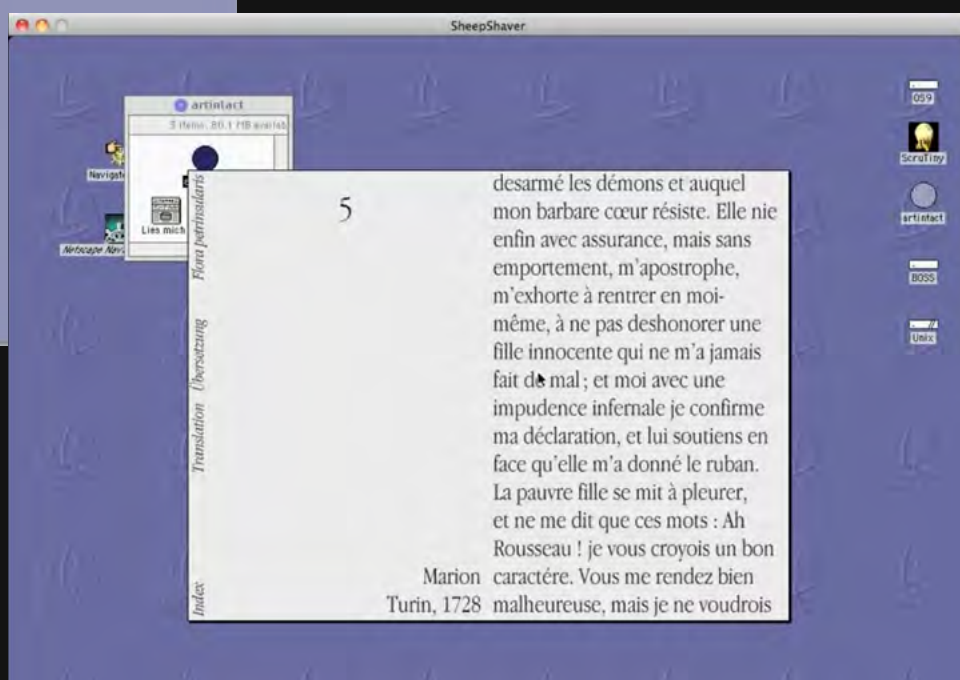 SheepShaver
artintact
3 items, 80.1 MB availab
Navigat
Lies mich
Netscape Navi
OS9
ScruTiny
artintact
BOSS
Unix
Flora petrinsularis
Übersetzung
Translation
Index
5
desarmé les démons et auquel
mon barbare cœur résiste. Elle nie
enfin avec assurance, mais sans
emportement, m'apostrophe,
m'exhorte à rentrer en moi-
même, à ne pas deshonorer une
fille innocente qui ne m'a jamais
fait de mal ; et moi avec une
impudence infernale je confirme
ma déclaration, et lui soutiens en
face qu'elle m'a donné le ruban.
La pauvre fille se mit à pleurer,
et ne me dit que ces mots : Ah
Rousseau ! je vous croyois un bon
Marion caractére. Vous me rendez bien
Turin, 1728 malheureuse, mais je ne voudrois